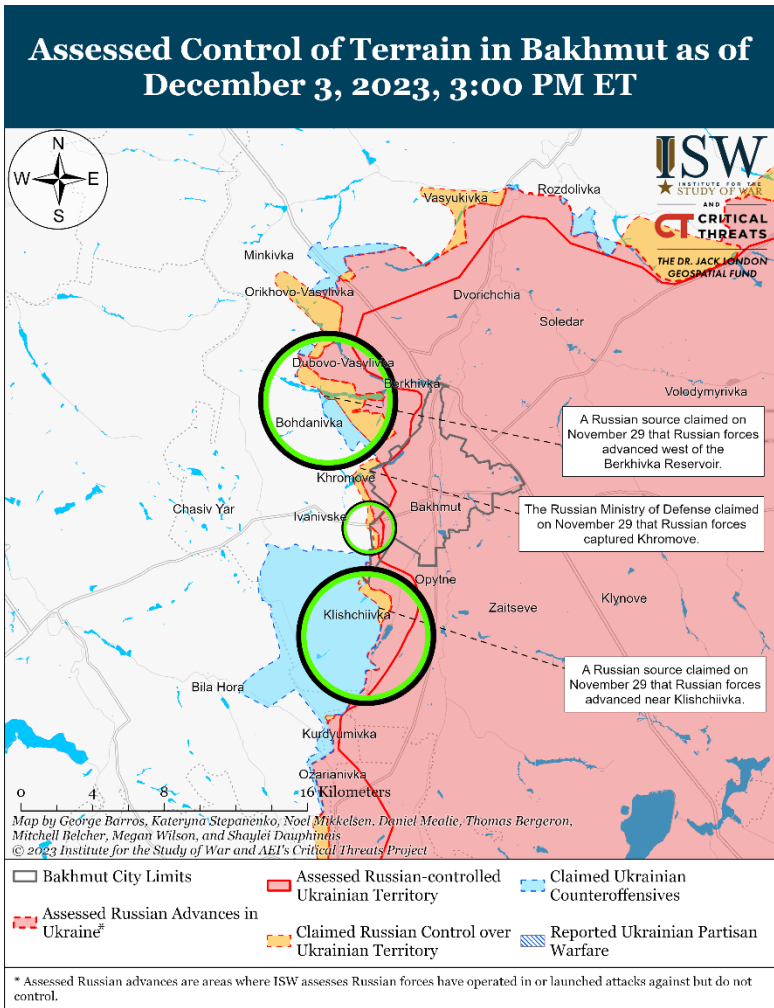 Assessed Control of Terrain in Bakhmut as of
December 3, 2023, 3:00 PM ET
N
W E
S
ISW
INSTITUTE FOR THE
STUDY OF WAR
AND
CT CRITICAL
THREATS
THE DR. JACK LONDON
GEOSPATIAL FUND
Rozdolivka
Vasyukivka
Minkivka
Orikhovo-Vasylivka
Dvorichchia
Soledar
Dubovo-Vasylivka
Berkhivka
Volodymyrivka
Bohdanivka
A Russian source claimed on
November 29 that Russian forces
advanced west of the
Berkhivka Reservoir.
Khromove
Chasiv Yar
Ivanivske
Bakhmut
The Russian Ministry of Defense claimed
on November 29 that Russian forces
captured Khromove.
Opytne
Klishchiivka
Zaitseve
Klynove
A Russian source claimed on
November 29 that Russian forces
advanced near Klishchiivka.
Bila Hora
Kurdyumivka
Ozarianivka
0 4 8 16 Kilometers
Map by George Barros, Kateryna Stepanenko, Noel Mikkelsen, Daniel Mealie, Thomas Bergeron,
Mitchell Belcher, Megan Wilson, and Shaylei Dauphinais
© 2023 Institute for the Study of War and AEI's Critical Threats Project
Bakhmut City Limits
Assessed Russian Advances in
Ukraine*
Assessed Russian-controlled
Ukrainian Territory
Claimed Russian Control over
Ukrainian Territory
Claimed Ukrainian
Counteroffensives
Reported Ukrainian Partisan
Warfare
* Assessed Russian advances are areas where ISW assesses Russian forces have operated in or launched attacks against but do not
control.